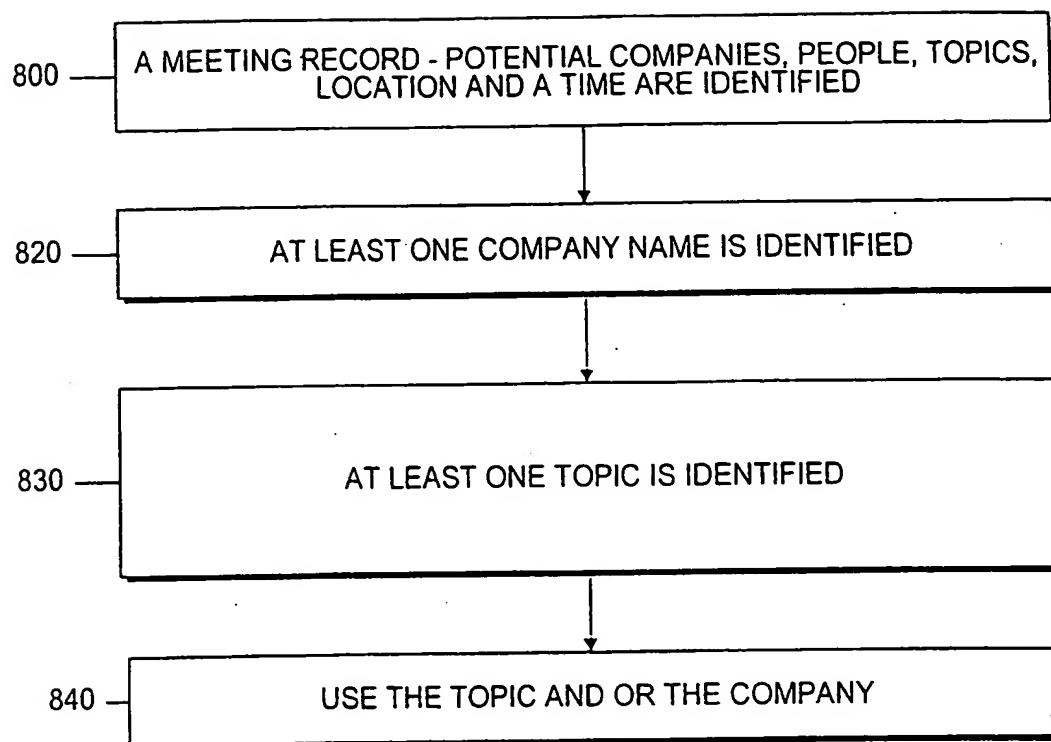 800
A MEETING RECORD - POTENTIAL COMPANIES, PEOPLE, TOPICS,
LOCATION AND A TIME ARE IDENTIFIED
820
AT LEAST ONE COMPANY NAME IS IDENTIFIED
830
AT LEAST ONE TOPIC IS IDENTIFIED
840
USE THE TOPIC AND OR THE COMPANY